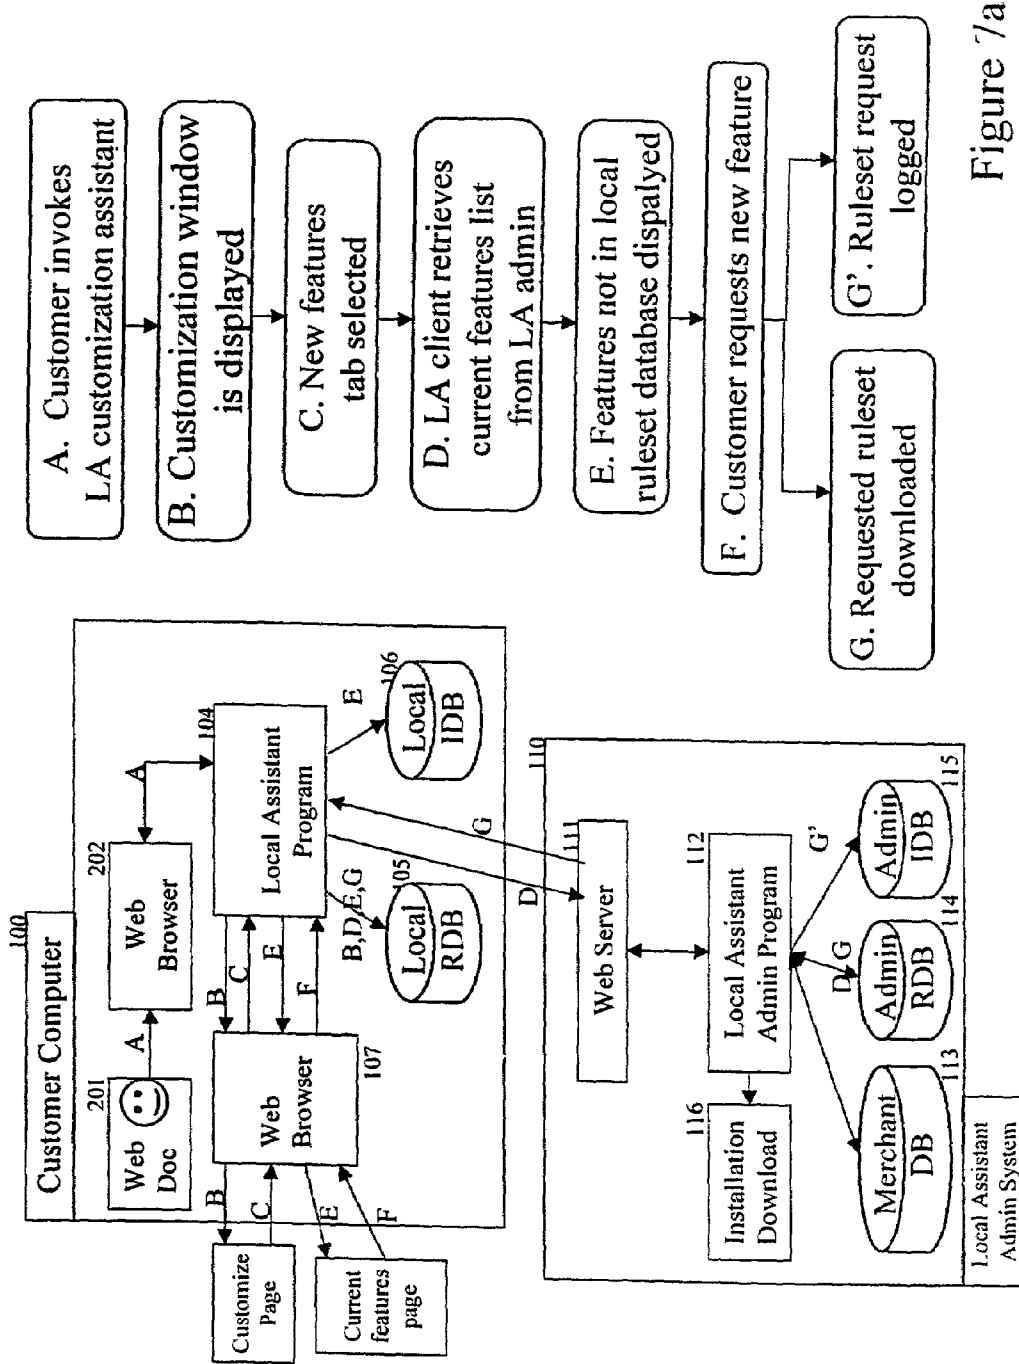 100
Customer Computer
201
Web
Doc
A
202
Web
Browser
A
104
Local Assistant
Program
B
C
E
F
Web
Browser
107
B
C
E
F
Customize
Page
Current
features
page
B,D,E,G
105
Local
RDB
E
106
Local
IDB
D
G
110
111
Web Server
112
Local Assistant
Admin Program
116
Installation
Download
G'
D
G
Merchant
DB
113
Admin
RDB
114
Admin
IDB
115
Local Assistant
Admin System
A. Customer invokes
LA customization assistant
B. Customization window
is displayed
C. New features
tab selected
D. LA client retrieves
current features list
from LA admin
E. Features not in local
ruleset database dispalyed
F. Customer requests new feature
G. Requested ruleset
downloaded
G'. Ruleset request
logged
Figure 7a